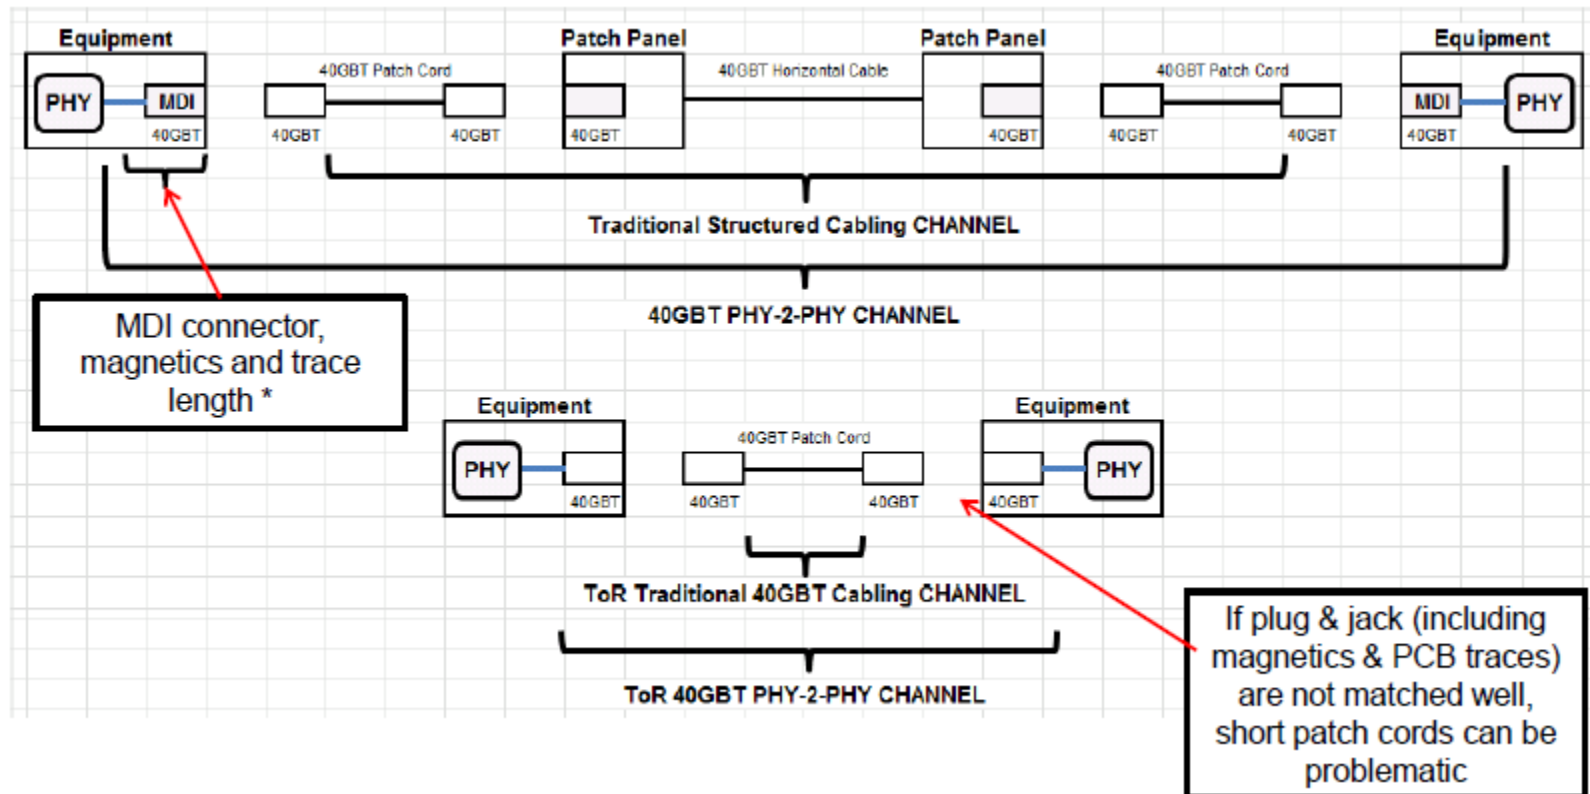 Equipment
Patch Panel
Patch Panel
Equipment
40GBT Patch Cord
40GBT Horizontal Cable
40GBT Patch Cord
PHY
MDI
MDI
PHY
40GBT
40GBT
40GBT
40GBT
40GBT
40GBT
40GBT
40GBT
Traditional Structured Cabling CHANNEL
40GBT PHY-2-PHY CHANNEL
MDI connector,
magnetics and trace
length *
Equipment
Equipment
40GBT Patch Cord
PHY
PHY
40GBT
40GBT
40GBT
40GBT
ToR Traditional 40GBT Cabling CHANNEL
ToR 40GBT PHY-2-PHY CHANNEL
If plug & jack (including
magnetics & PCB traces)
are not matched well,
short patch cords can be
problematic